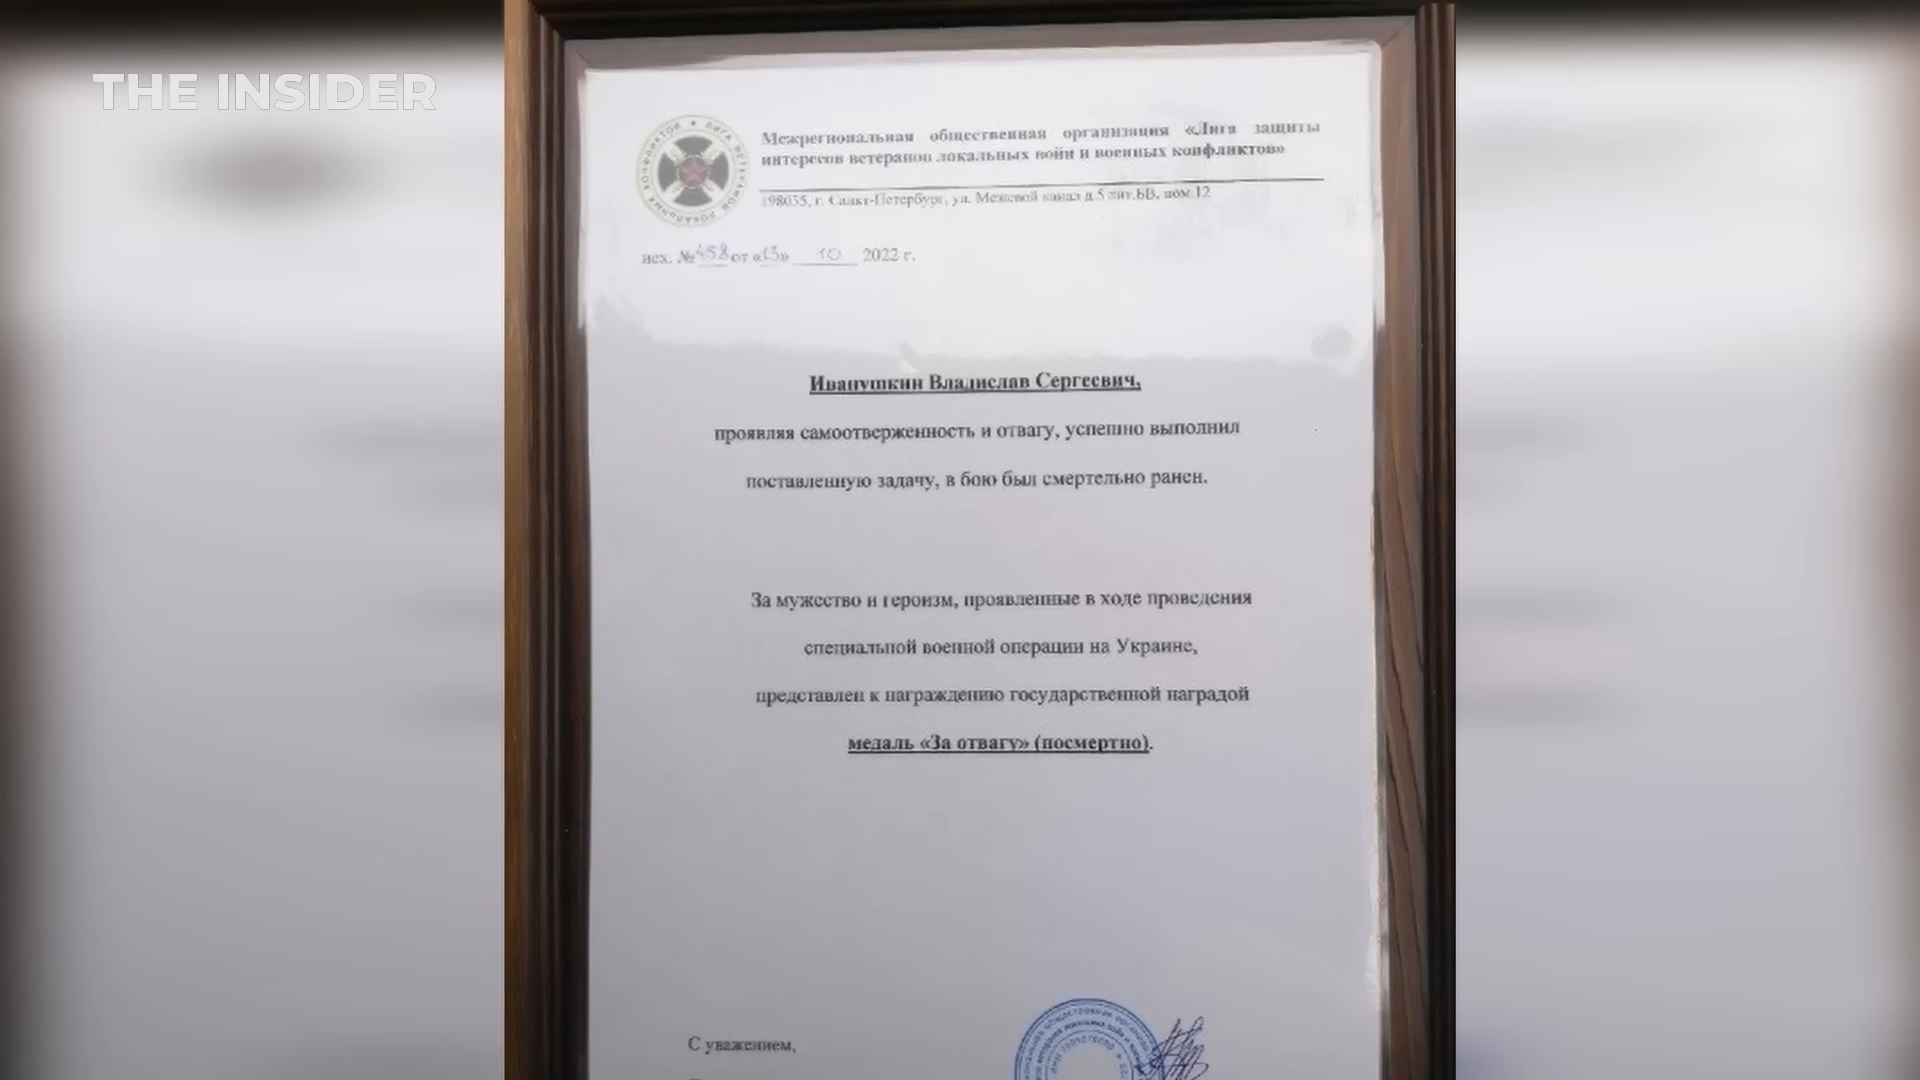 THE INSIDER
Межрегиональная общественная организация «Лига защиты
интересов ветеранов локальных войн и военных конфликтов»
198035, г. Санкт-Петербург, ул. Межевой канал д.5 лит.БВ, пом.12
исх. №458 от «13» 10 2022 г.
Иванушкин Владислав Сергеевич,
проявляя самоотверженность и отвагу, успешно выполнил
поставленную задачу, в бою был смертельно ранен.
За мужество и героизм, проявленные в ходе проведения
специальной военной операции на Украине,
представлен к награждению государственной наградой
медаль «За отвагу» (посмертно).
С уважением,